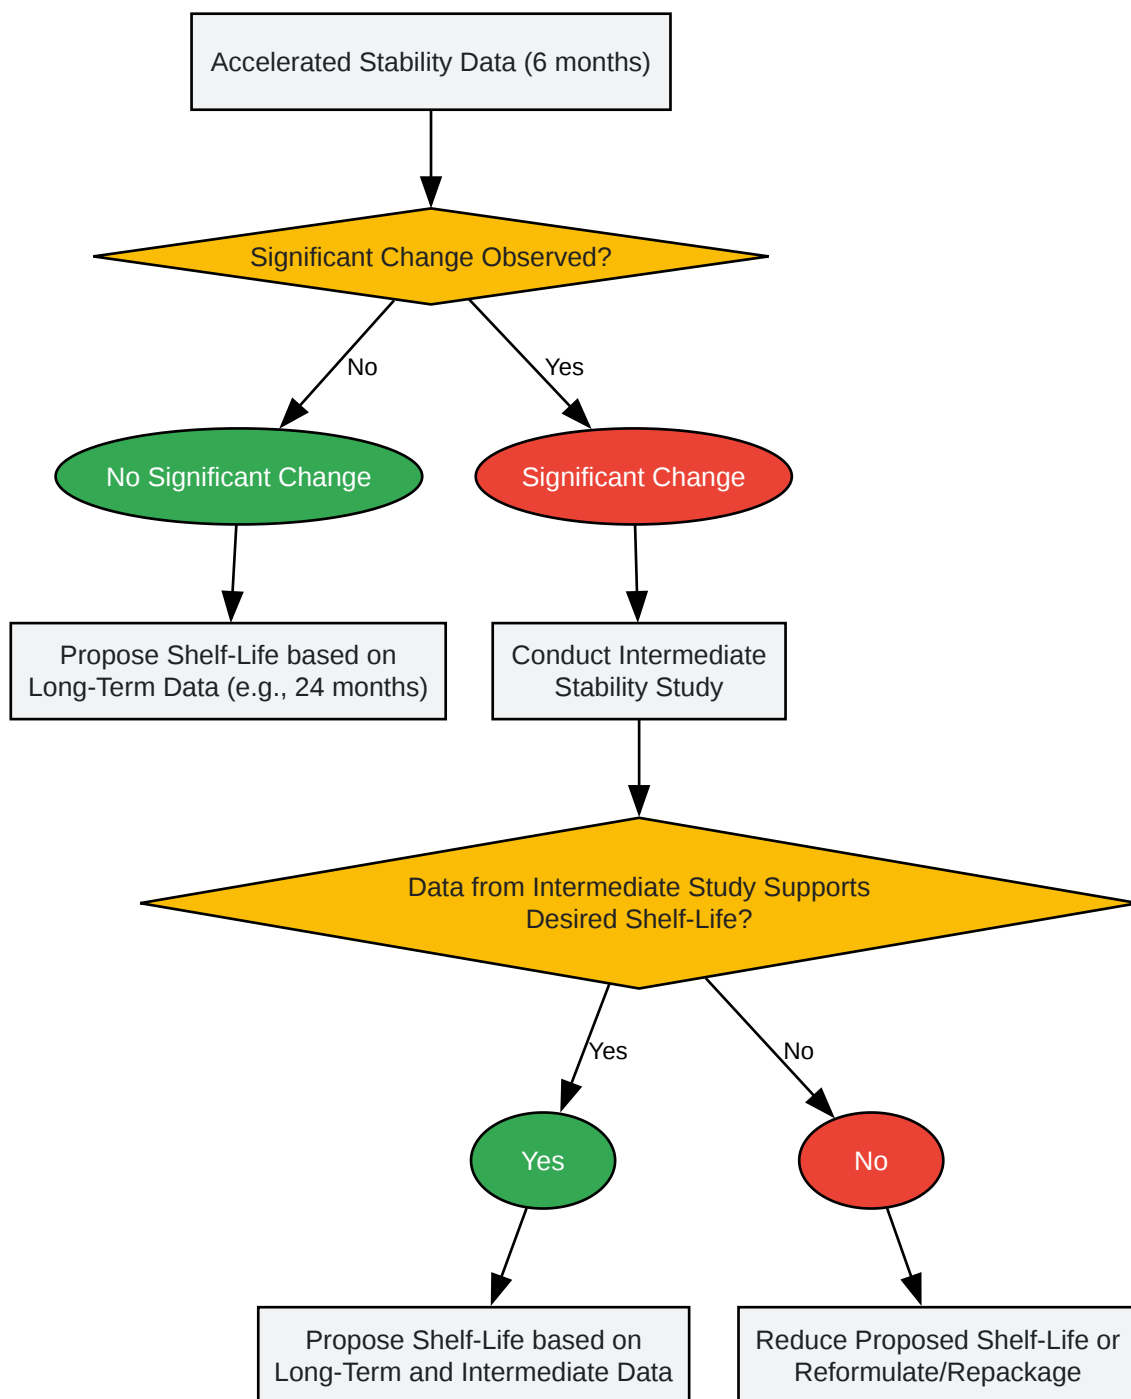 Accelerated Stability Data (6 months)
Significant Change Observed?
No
Yes
No Significant Change
Significant Change
Propose Shelf-Life based on
Long-Term Data (e.g., 24 months)
Conduct Intermediate
Stability Study
Data from Intermediate Study Supports
Desired Shelf-Life?
Yes
No
Yes
No
Propose Shelf-Life based on
Long-Term and Intermediate Data
Reduce Proposed Shelf-Life or
Reformulate/Repackage